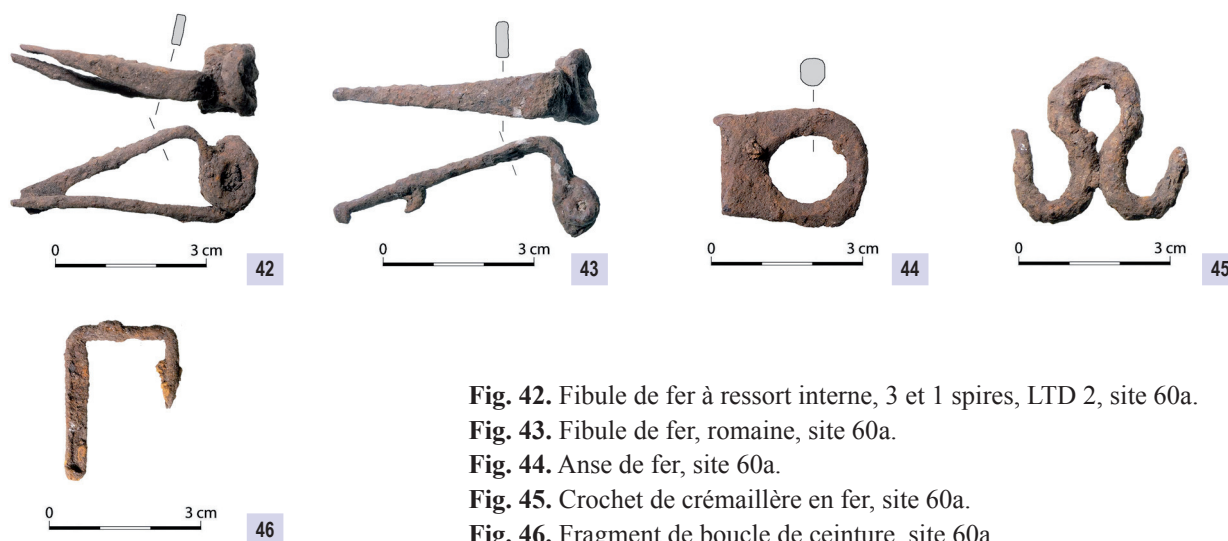 0 3 cm
42
0 3 cm
43
0 3 cm
44
0 3 cm
45
0 3 cm
46
Fig. 42. Fibule de fer à ressort interne, 3 et 1 spires, LTD 2, site 60a.
Fig. 43. Fibule de fer, romaine, site 60a.
Fig. 44. Anse de fer, site 60a.
Fig. 45. Crochet de crémaillère en fer, site 60a.
Fig. 46. Fragment de boucle de ceinture, site 60a